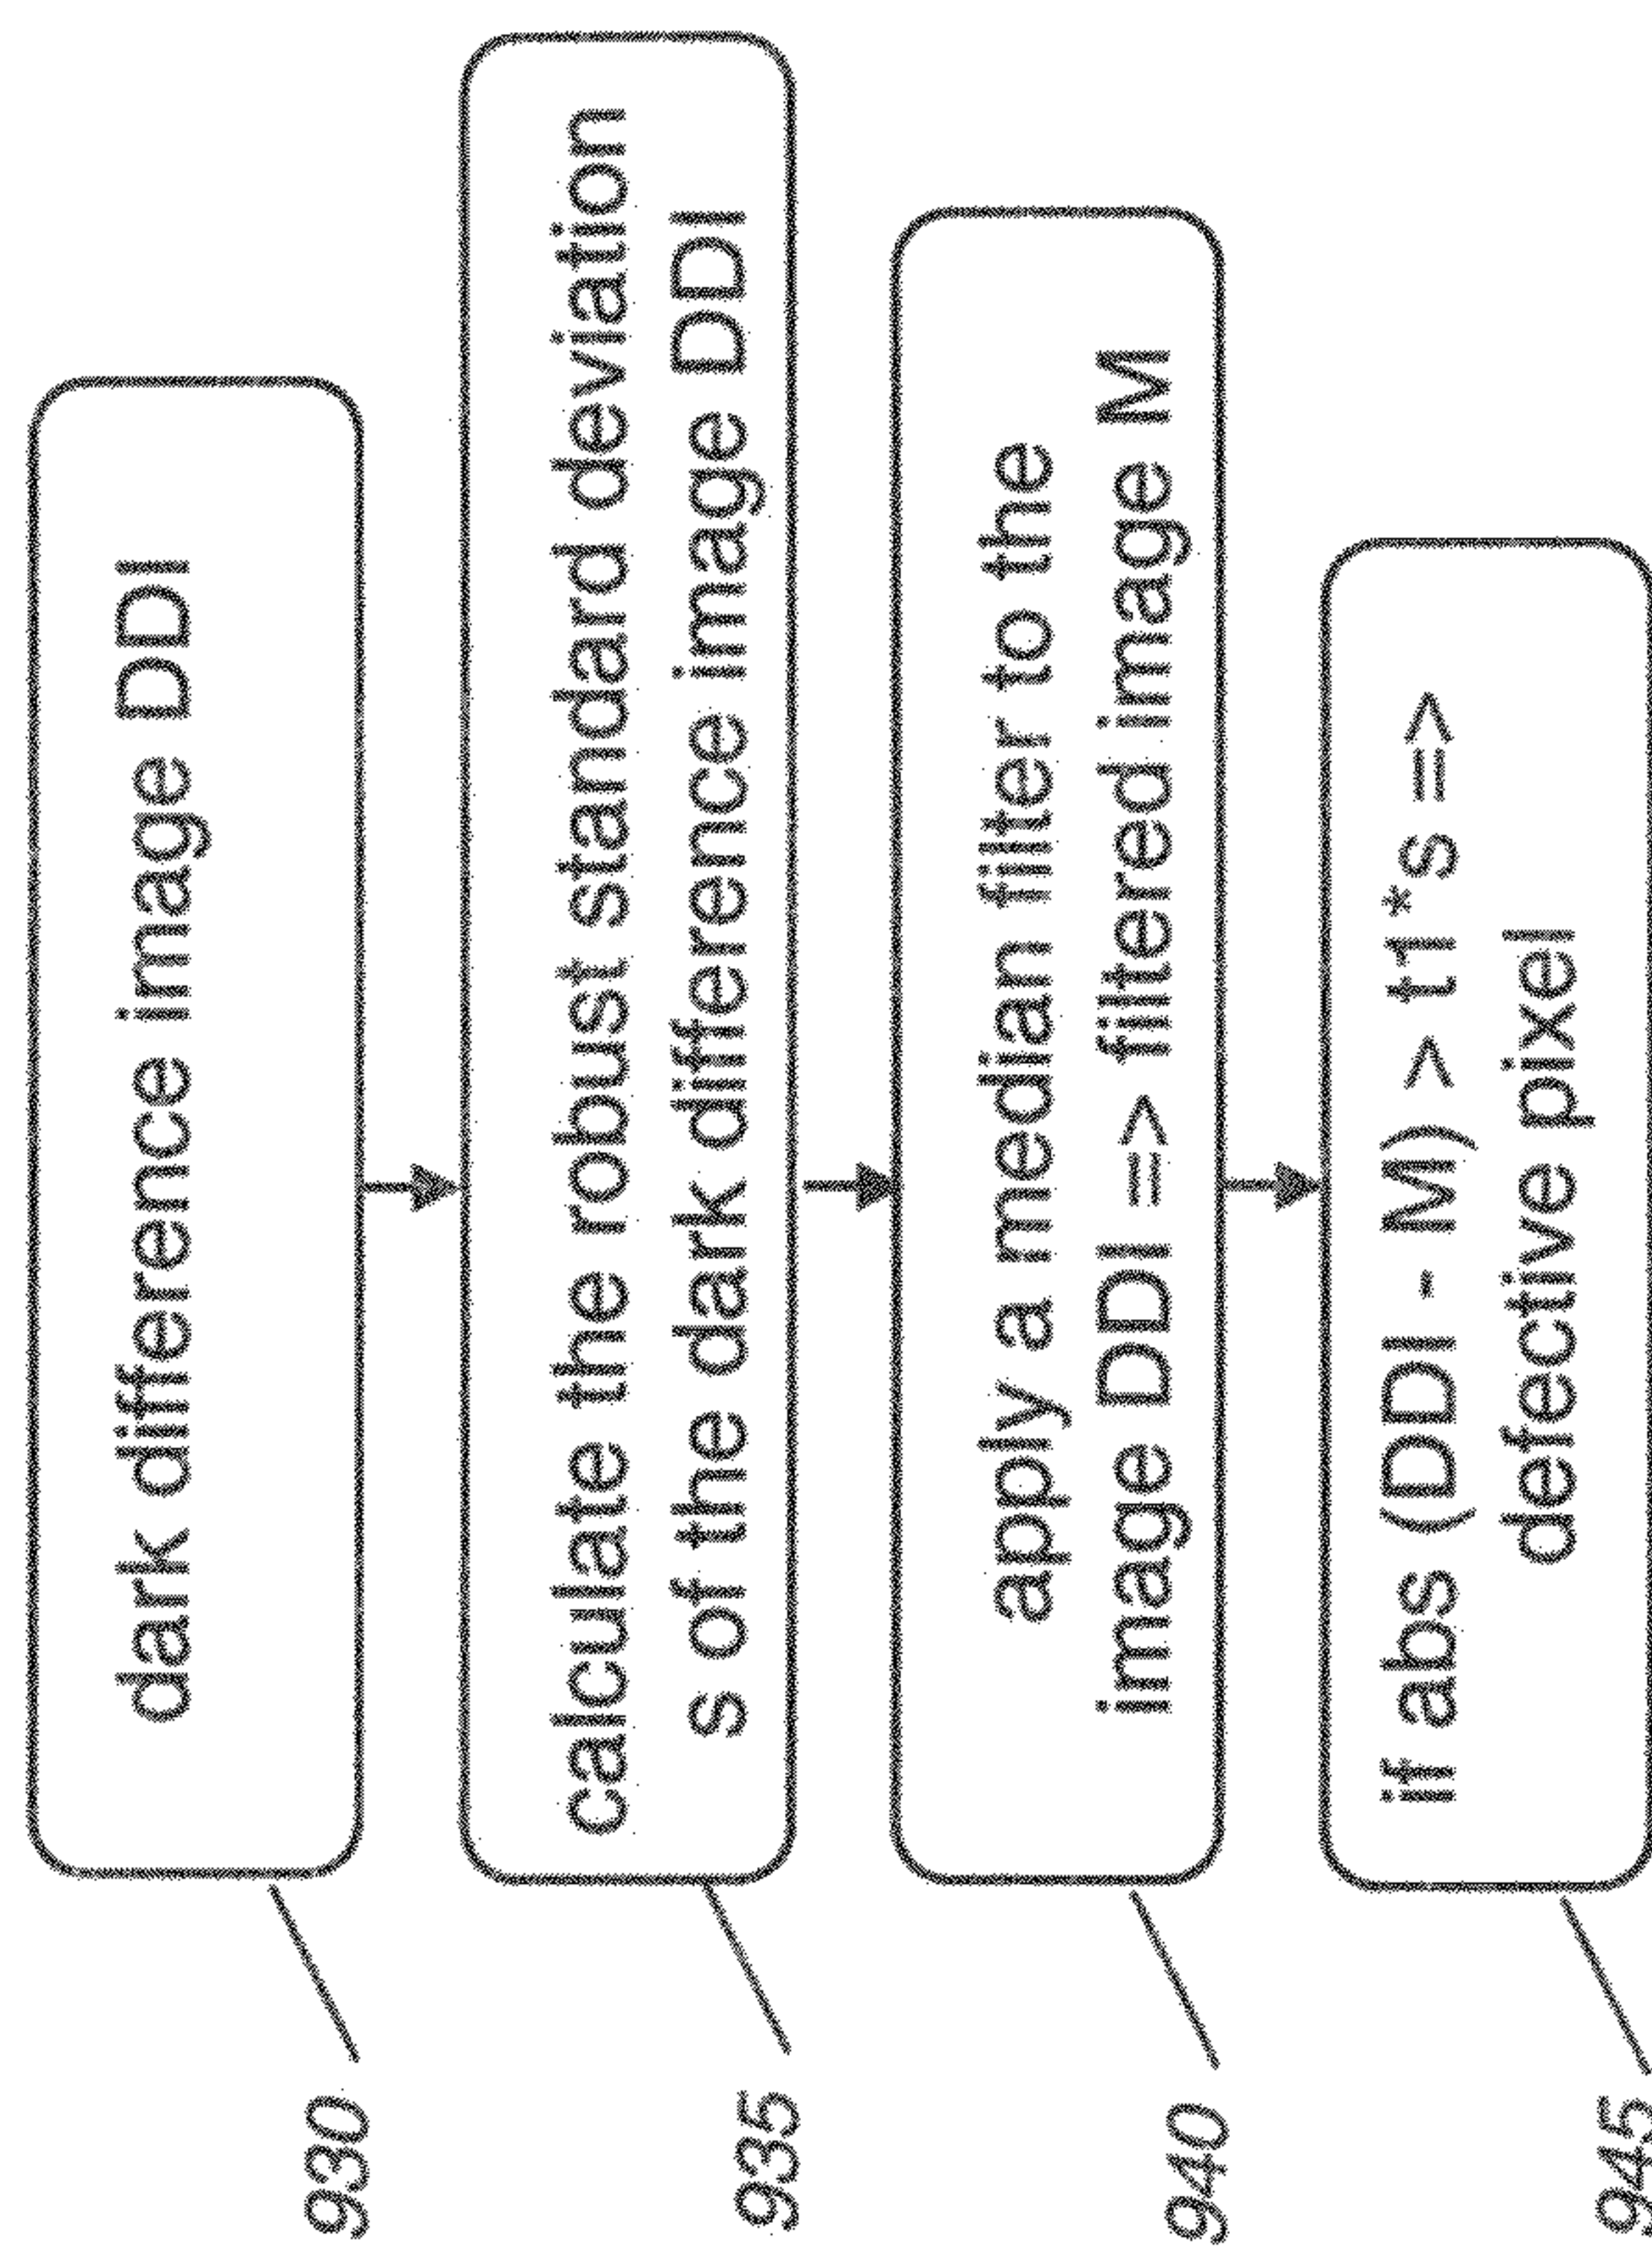 930
dark difference image DDI
935
calculate the robust standard deviation
s of the dark difference image DDI
940
apply a median filter to the
image DDI => filtered image M
945
if abs (DDI - M) > t1*s =>
defective pixel